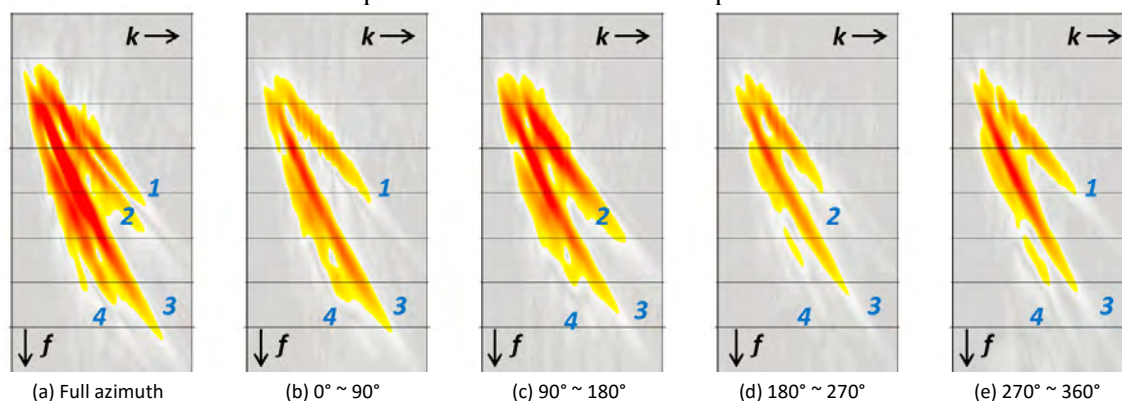 k → k → k → k → k →
1 2 4 3 ↓ f
1 4 3 ↓ f
2 4 3 ↓ f
2 4 3 ↓ f
1 4 3 ↓ f
(a) Full azimuth (b) 0° ~ 90° (c) 90° ~ 180° (d) 180° ~ 270° (e) 270° ~ 360°